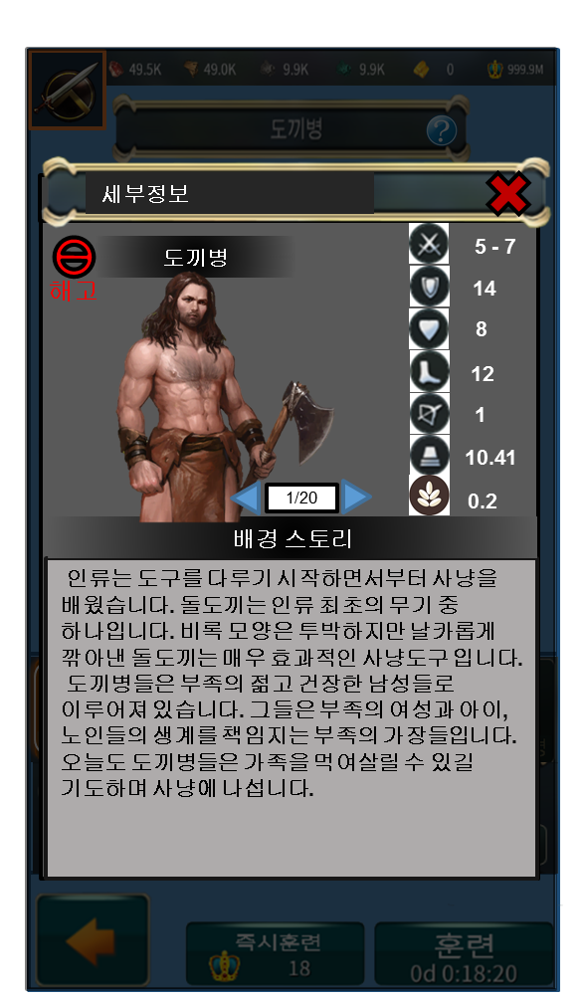 49.5K 49.0K 9.9K 9.9K 0 999.9M
도끼병 ?
세부정보
해고
도끼병
5 - 7
14
8
12
1
10.41
0.2
1/20
배경 스토리
인류는 도구를 다루기 시작하면서부터 사냥을
배웠습니다. 돌도끼는 인류 최초의 무기 중
하나입니다. 비록 모양은 투박하지만 날카롭게
깎아낸 돌도끼는 매우 효과적인 사냥도구 입니다.
도끼병들은 부족의 젊고 건장한 남성들로
이루어져 있습니다. 그들은 부족의 여성과 아이,
노인들의 생계를 책임지는 부족의 가장들입니다.
오늘도 도끼병들은 가족을 먹여살릴 수 있길
기도하며 사냥에 나섭니다.
즉시훈련
18
훈련
0d 0:18:20